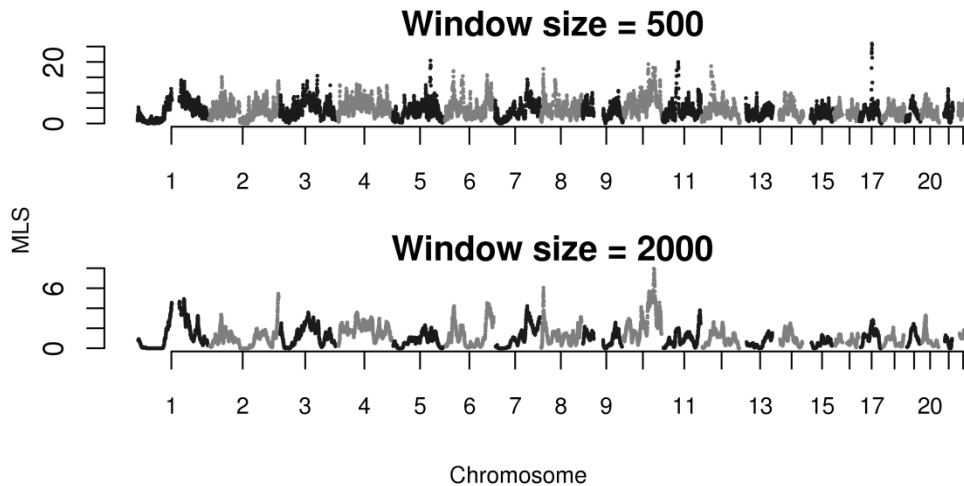 Window size = 500
20
0
1 2 3 4 5 6 7 8 9 11 13 15 17 20
MLS
Window size = 2000
6
0
1 2 3 4 5 6 7 8 9 11 13 15 17 20
Chromosome